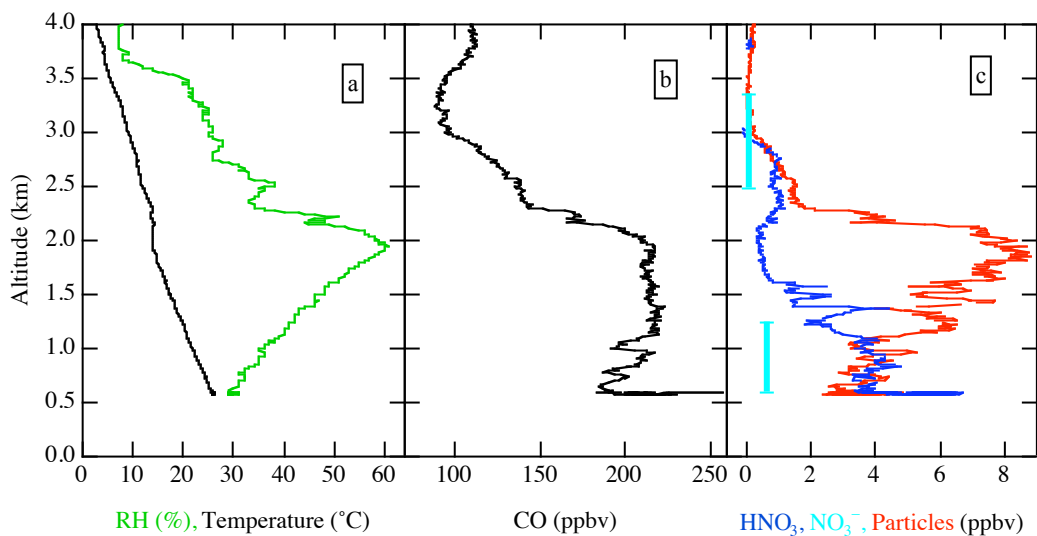 4.0
3.5
3.0
2.5
2.0
1.5
1.0
0.5
0.0
Altitude (km)
a
b
c
0 10 20 30 40 50 60
100 150 200 250
0 2 4 6 8
RH (%), Temperature (˚C)
CO (ppbv)
HNO₃, NO₃⁻, Particles (ppbv)